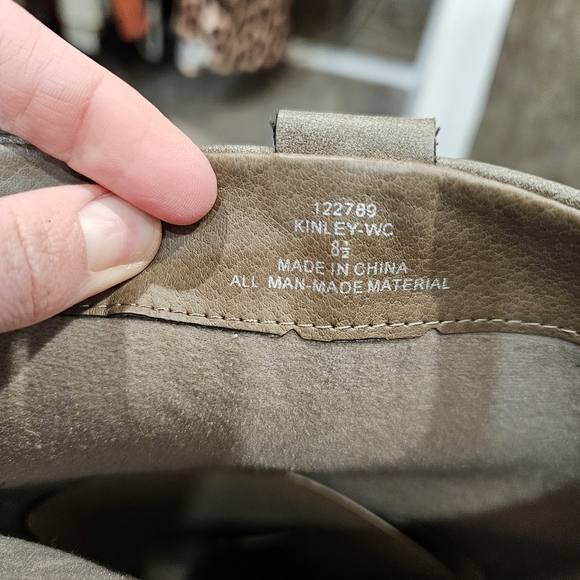 122789
KINLEY-WC
8½
MADE IN CHINA
ALL MAN-MADE MATERIAL